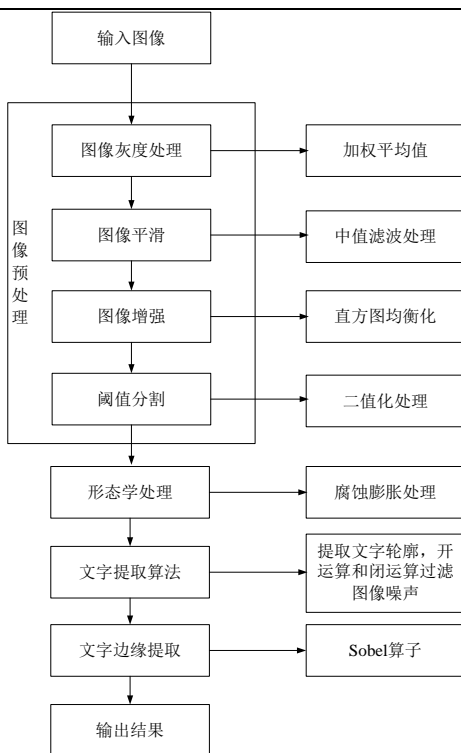 输入图像
图像灰度处理
加权平均值
图像预处理
图像平滑
中值滤波处理
图像增强
直方图均衡化
阈值分割
二值化处理
形态学处理
腐蚀膨胀处理
文字提取算法
提取文字轮廓，开
运算和闭运算过滤
图像噪声
文字边缘提取
Sobel算子
输出结果